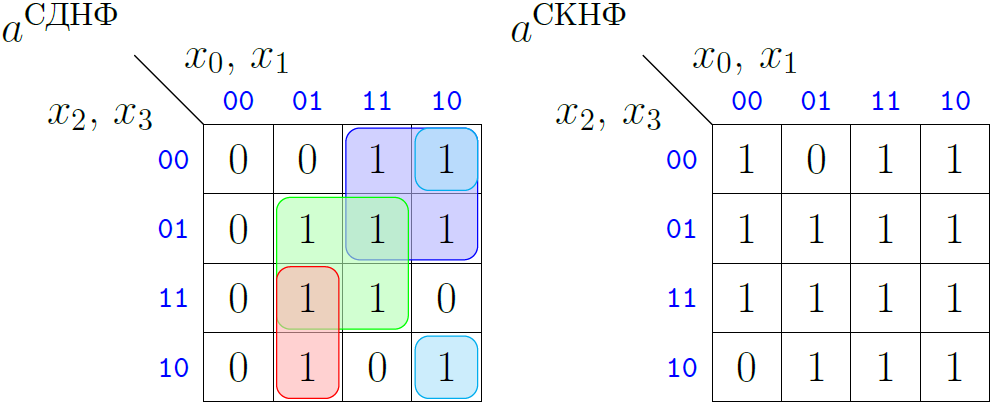 a^СДНФ a^СКНФ
x₀, x₁ x₀, x₁
00 01 11 10 00 01 11 10
x₂, x₃ x₂, x₃
00 0 0 1 1 00 1 0 1 1
01 0 1 1 1 01 1 1 1 1
11 0 1 1 0 11 1 1 1 1
10 0 1 0 1 10 0 1 1 1